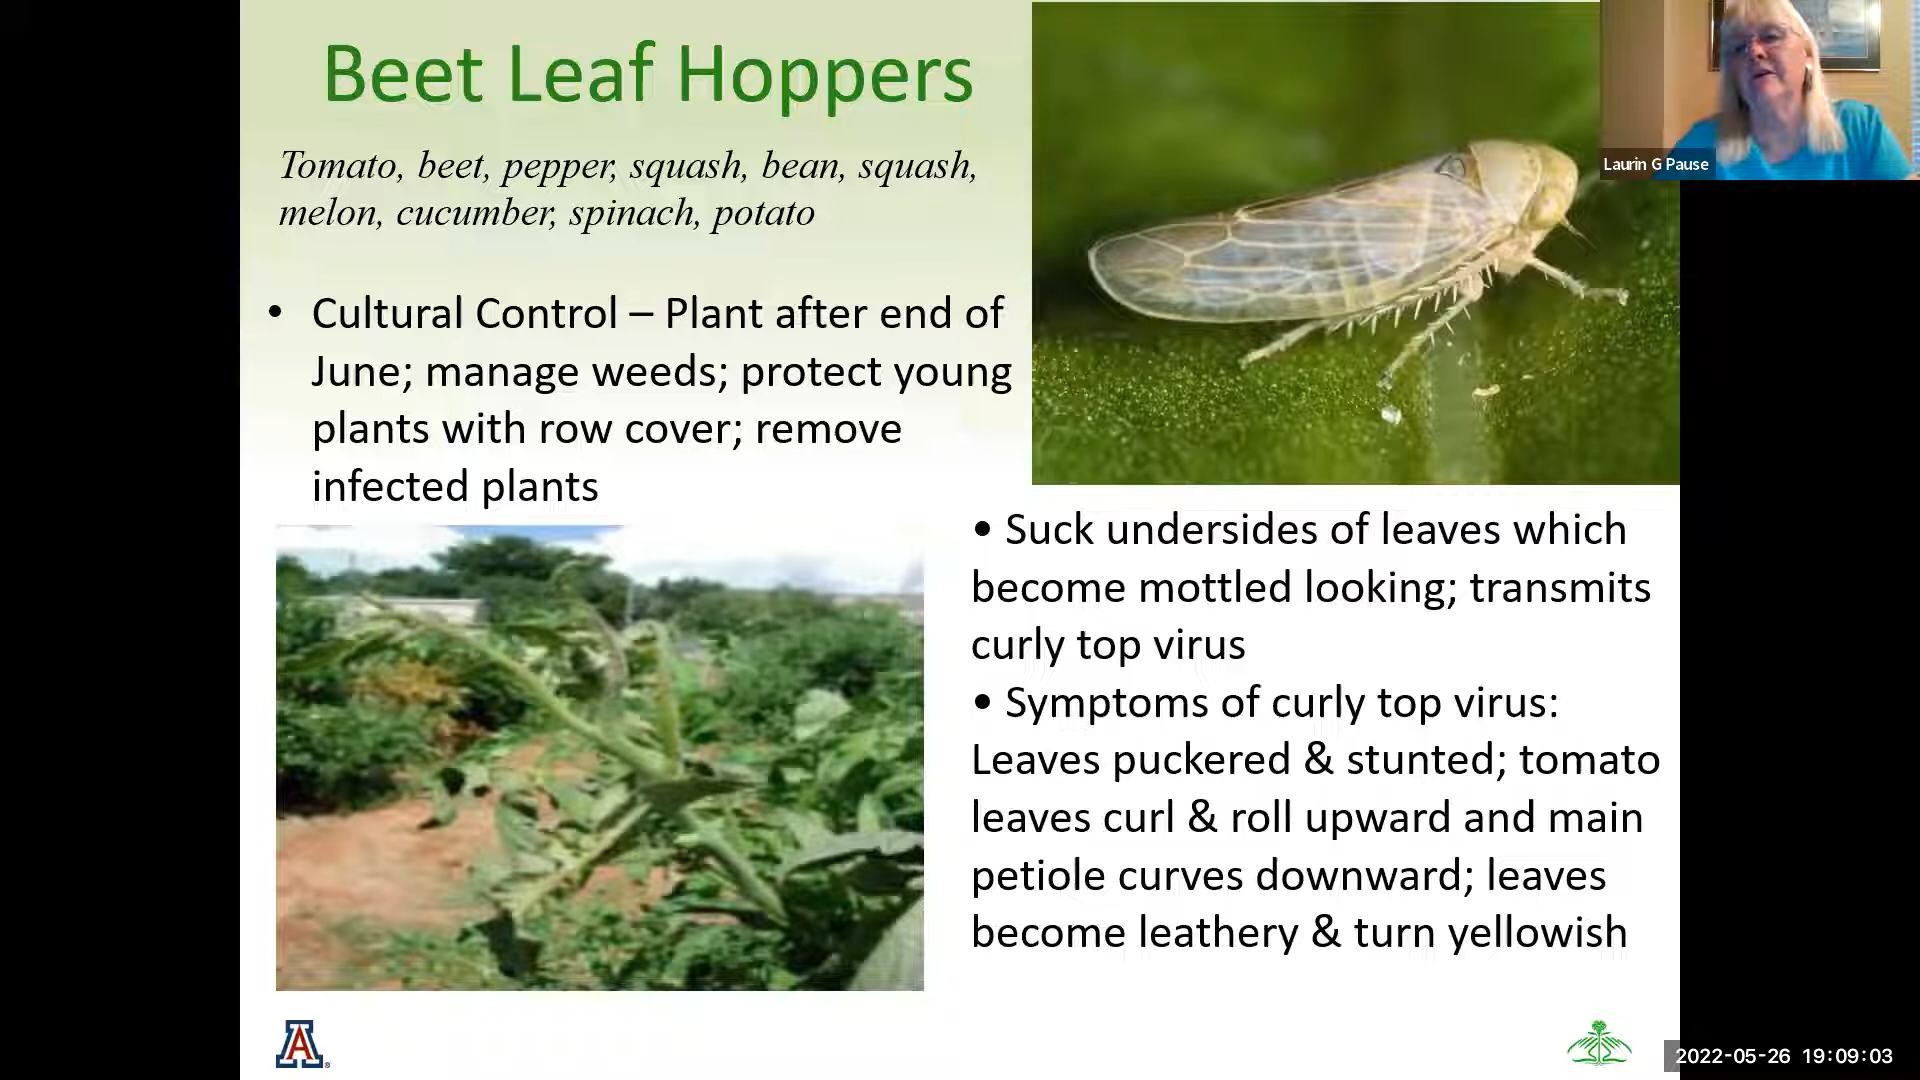 Beet Leaf Hoppers
Tomato, beet, pepper, squash, bean, squash,
melon, cucumber, spinach, potato
• Cultural Control – Plant after end of
June; manage weeds; protect young
plants with row cover; remove
infected plants
Laurin G Pause
• Suck undersides of leaves which
become mottled looking; transmits
curly top virus
• Symptoms of curly top virus:
Leaves puckered & stunted; tomato
leaves curl & roll upward and main
petiole curves downward; leaves
become leathery & turn yellowish
A
2022-05-26 19:09:03